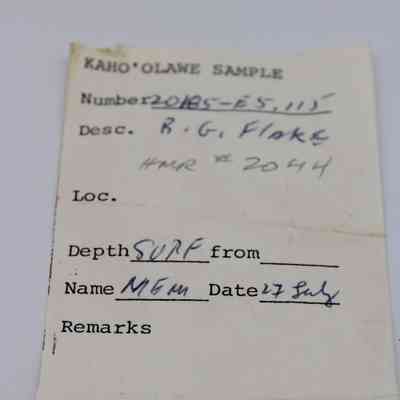 KAHO'OLAWE SAMPLE
Number 20185-E5, 115
Desc. B.G. Flake
HMR # 2044
Loc.
Depth SURF from
Name MEM Date 27 July
Remarks